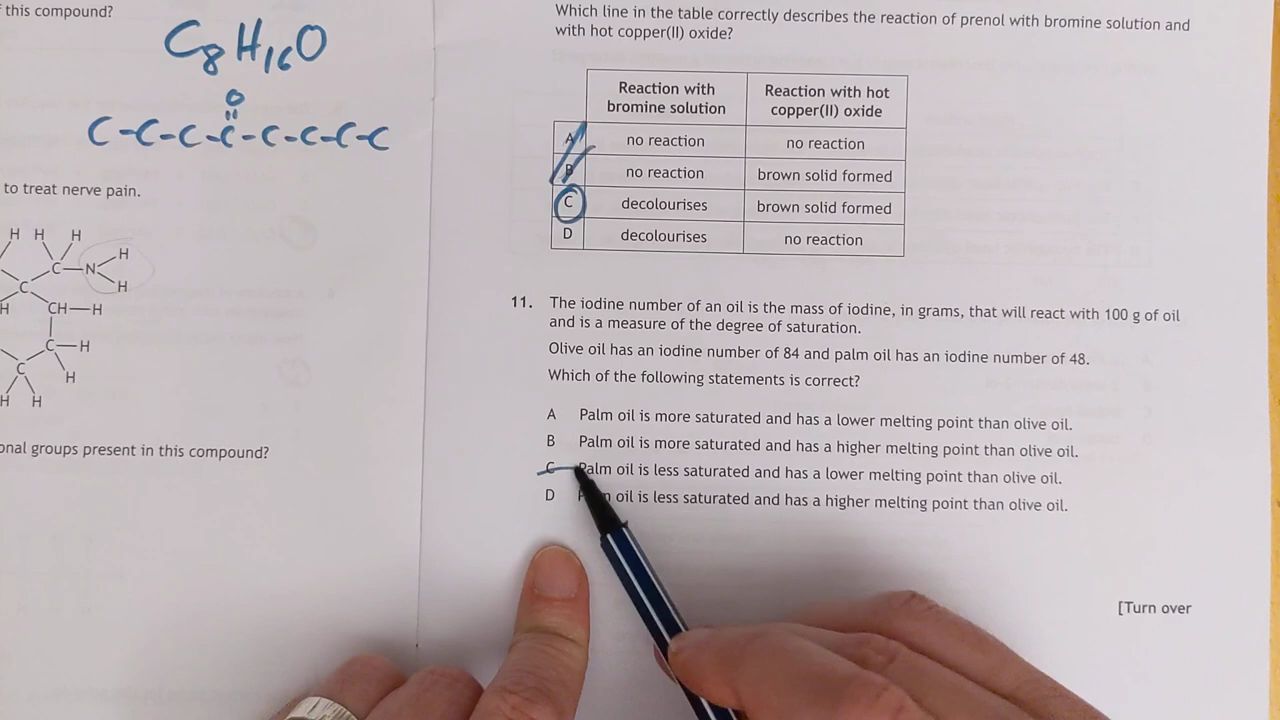 this compound?
C8H16O
O
C-C-C-C-C-C-C-C
to treat nerve pain.
H H H
H
C N
C H
H CH H
C H
C H
H H
onal groups present in this compound?
Which line in the table correctly describes the reaction of prenol with bromine solution and
with hot copper(II) oxide?
Reaction with
bromine solution
Reaction with hot
copper(II) oxide
A no reaction no reaction
B no reaction brown solid formed
C decolourises brown solid formed
D decolourises no reaction
11. The iodine number of an oil is the mass of iodine, in grams, that will react with 100 g of oil
and is a measure of the degree of saturation.
Olive oil has an iodine number of 84 and palm oil has an iodine number of 48.
Which of the following statements is correct?
A Palm oil is more saturated and has a lower melting point than olive oil.
B Palm oil is more saturated and has a higher melting point than olive oil.
C Palm oil is less saturated and has a lower melting point than olive oil.
D oil is less saturated and has a higher melting point than olive oil.
[Turn over